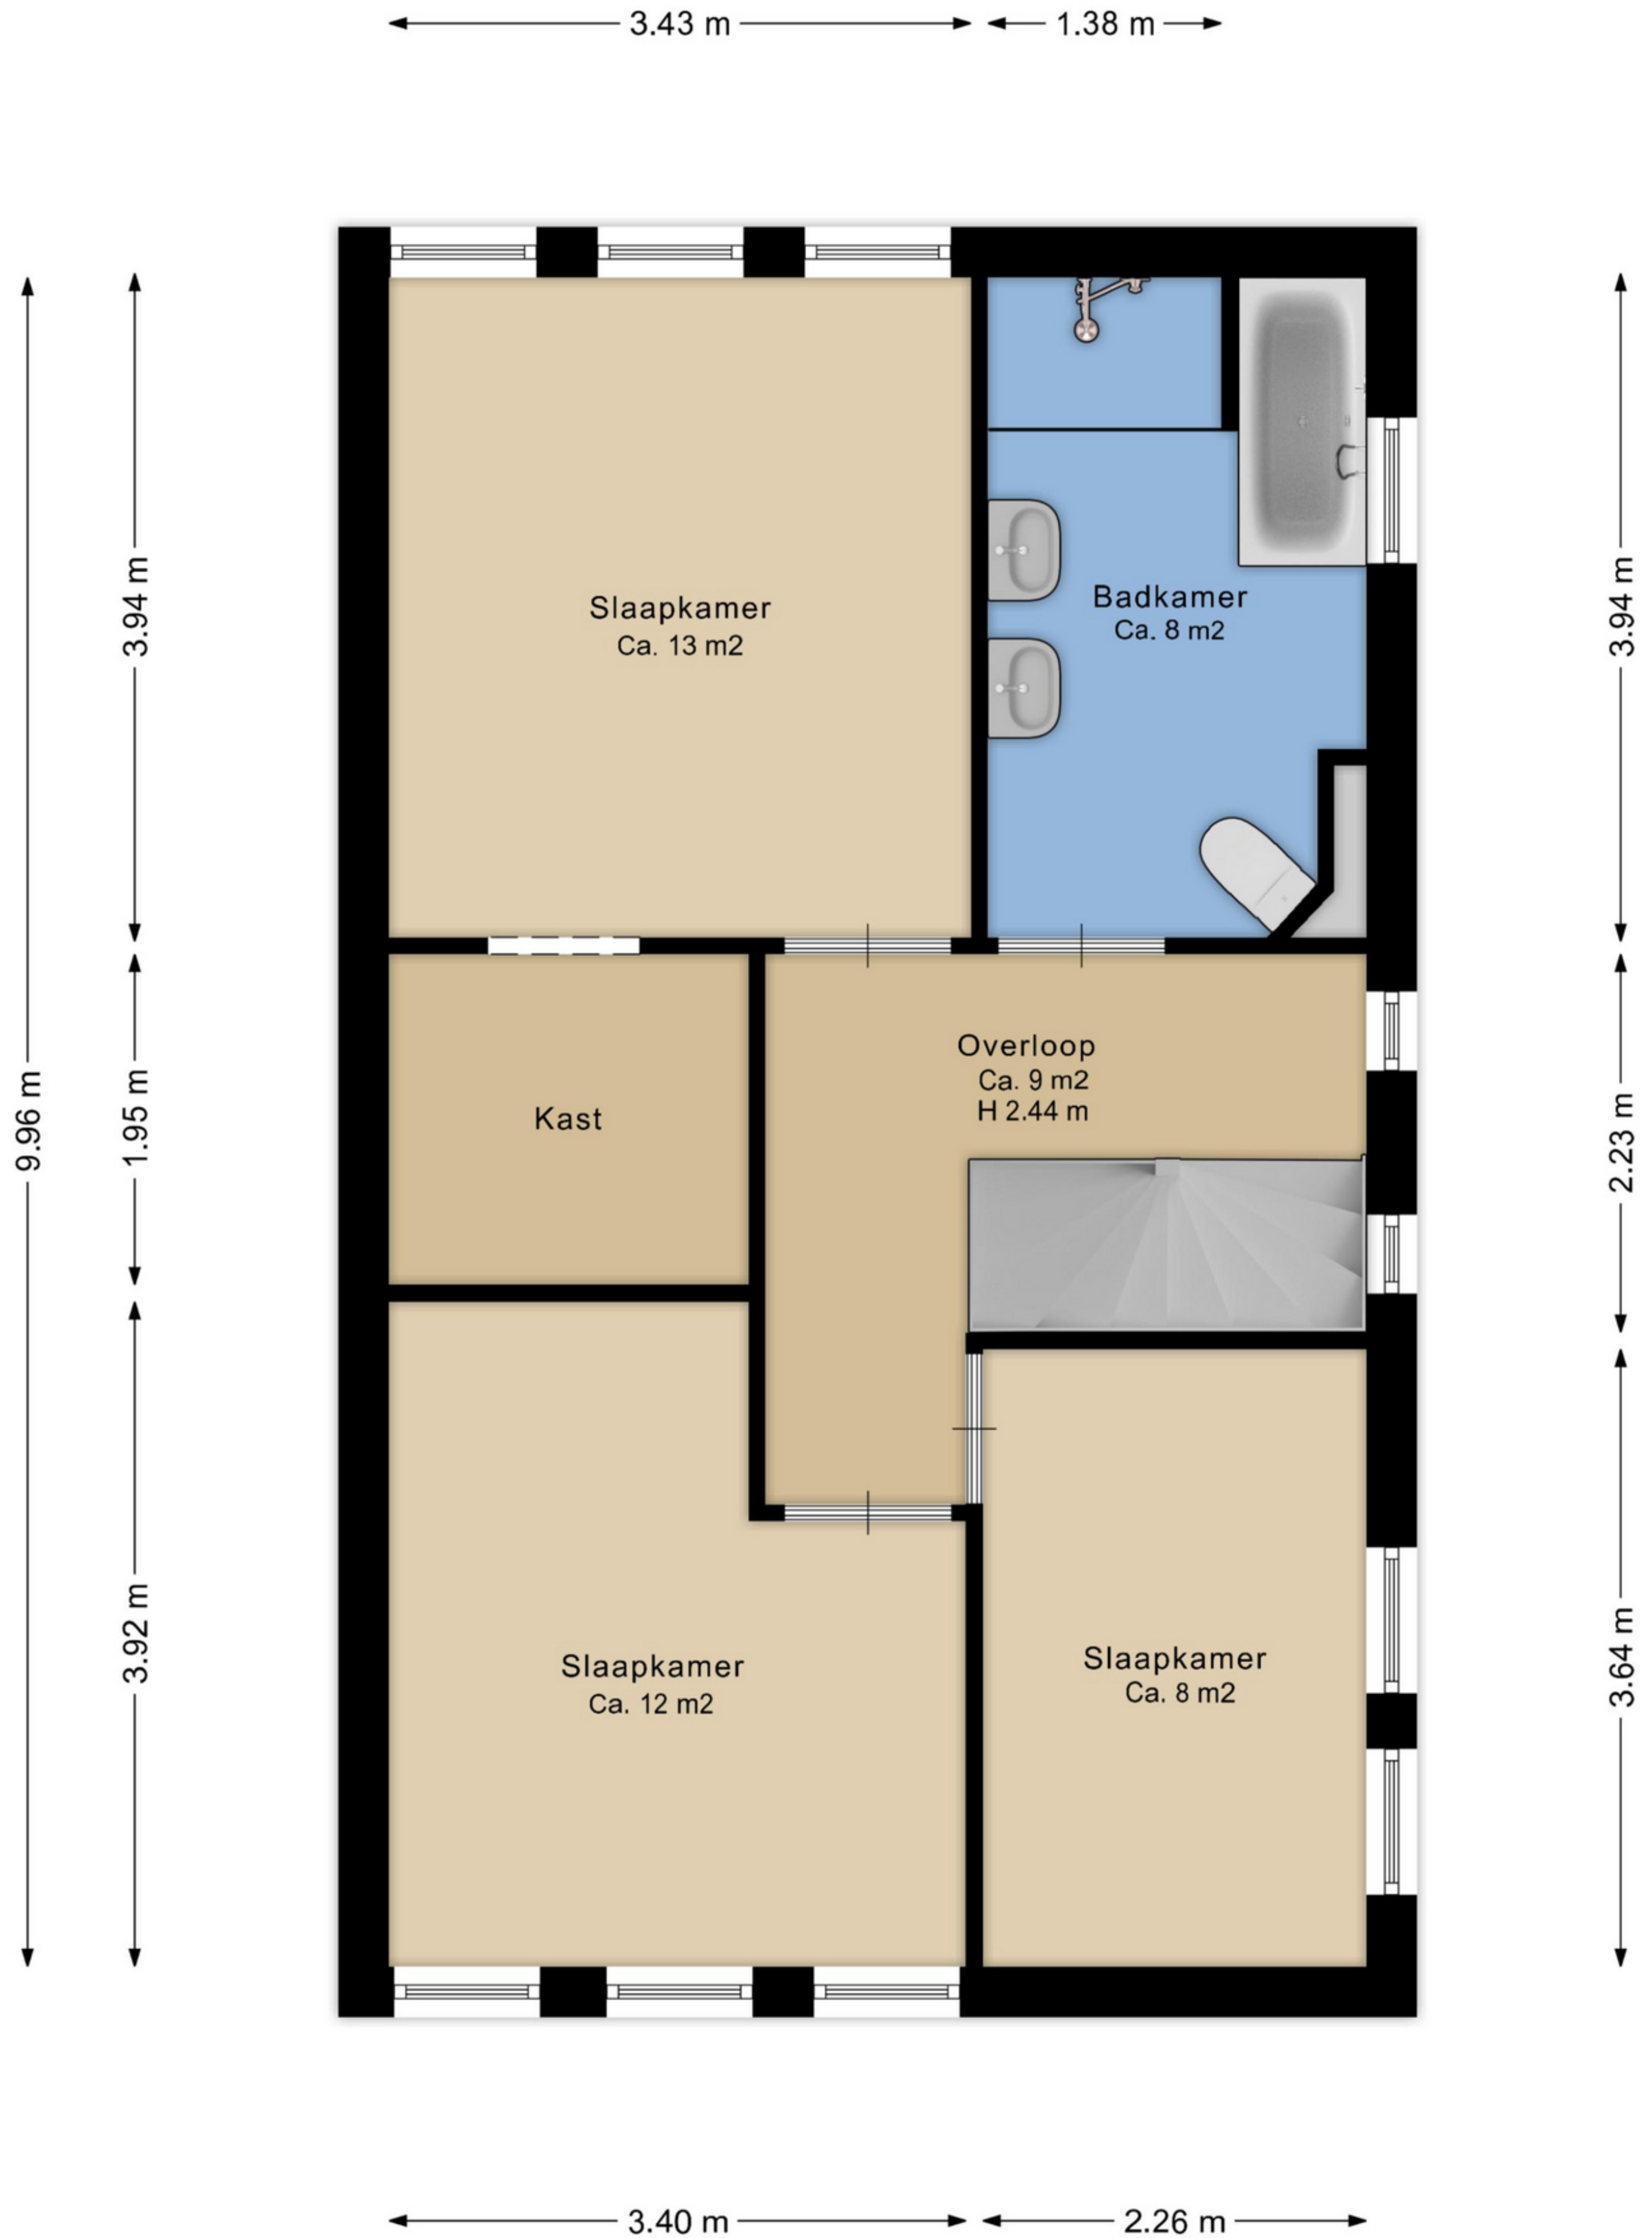 3.43 m
1.38 m
3.94 m
3.94 m
Slaapkamer
Ca. 13 m2
Badkamer
Ca. 8 m2
9.96 m
1.95 m
2.23 m
Overloop
Ca. 9 m2
H 2.44 m
Kast
3.92 m
3.64 m
Slaapkamer
Ca. 12 m2
Slaapkamer
Ca. 8 m2
3.40 m
2.26 m